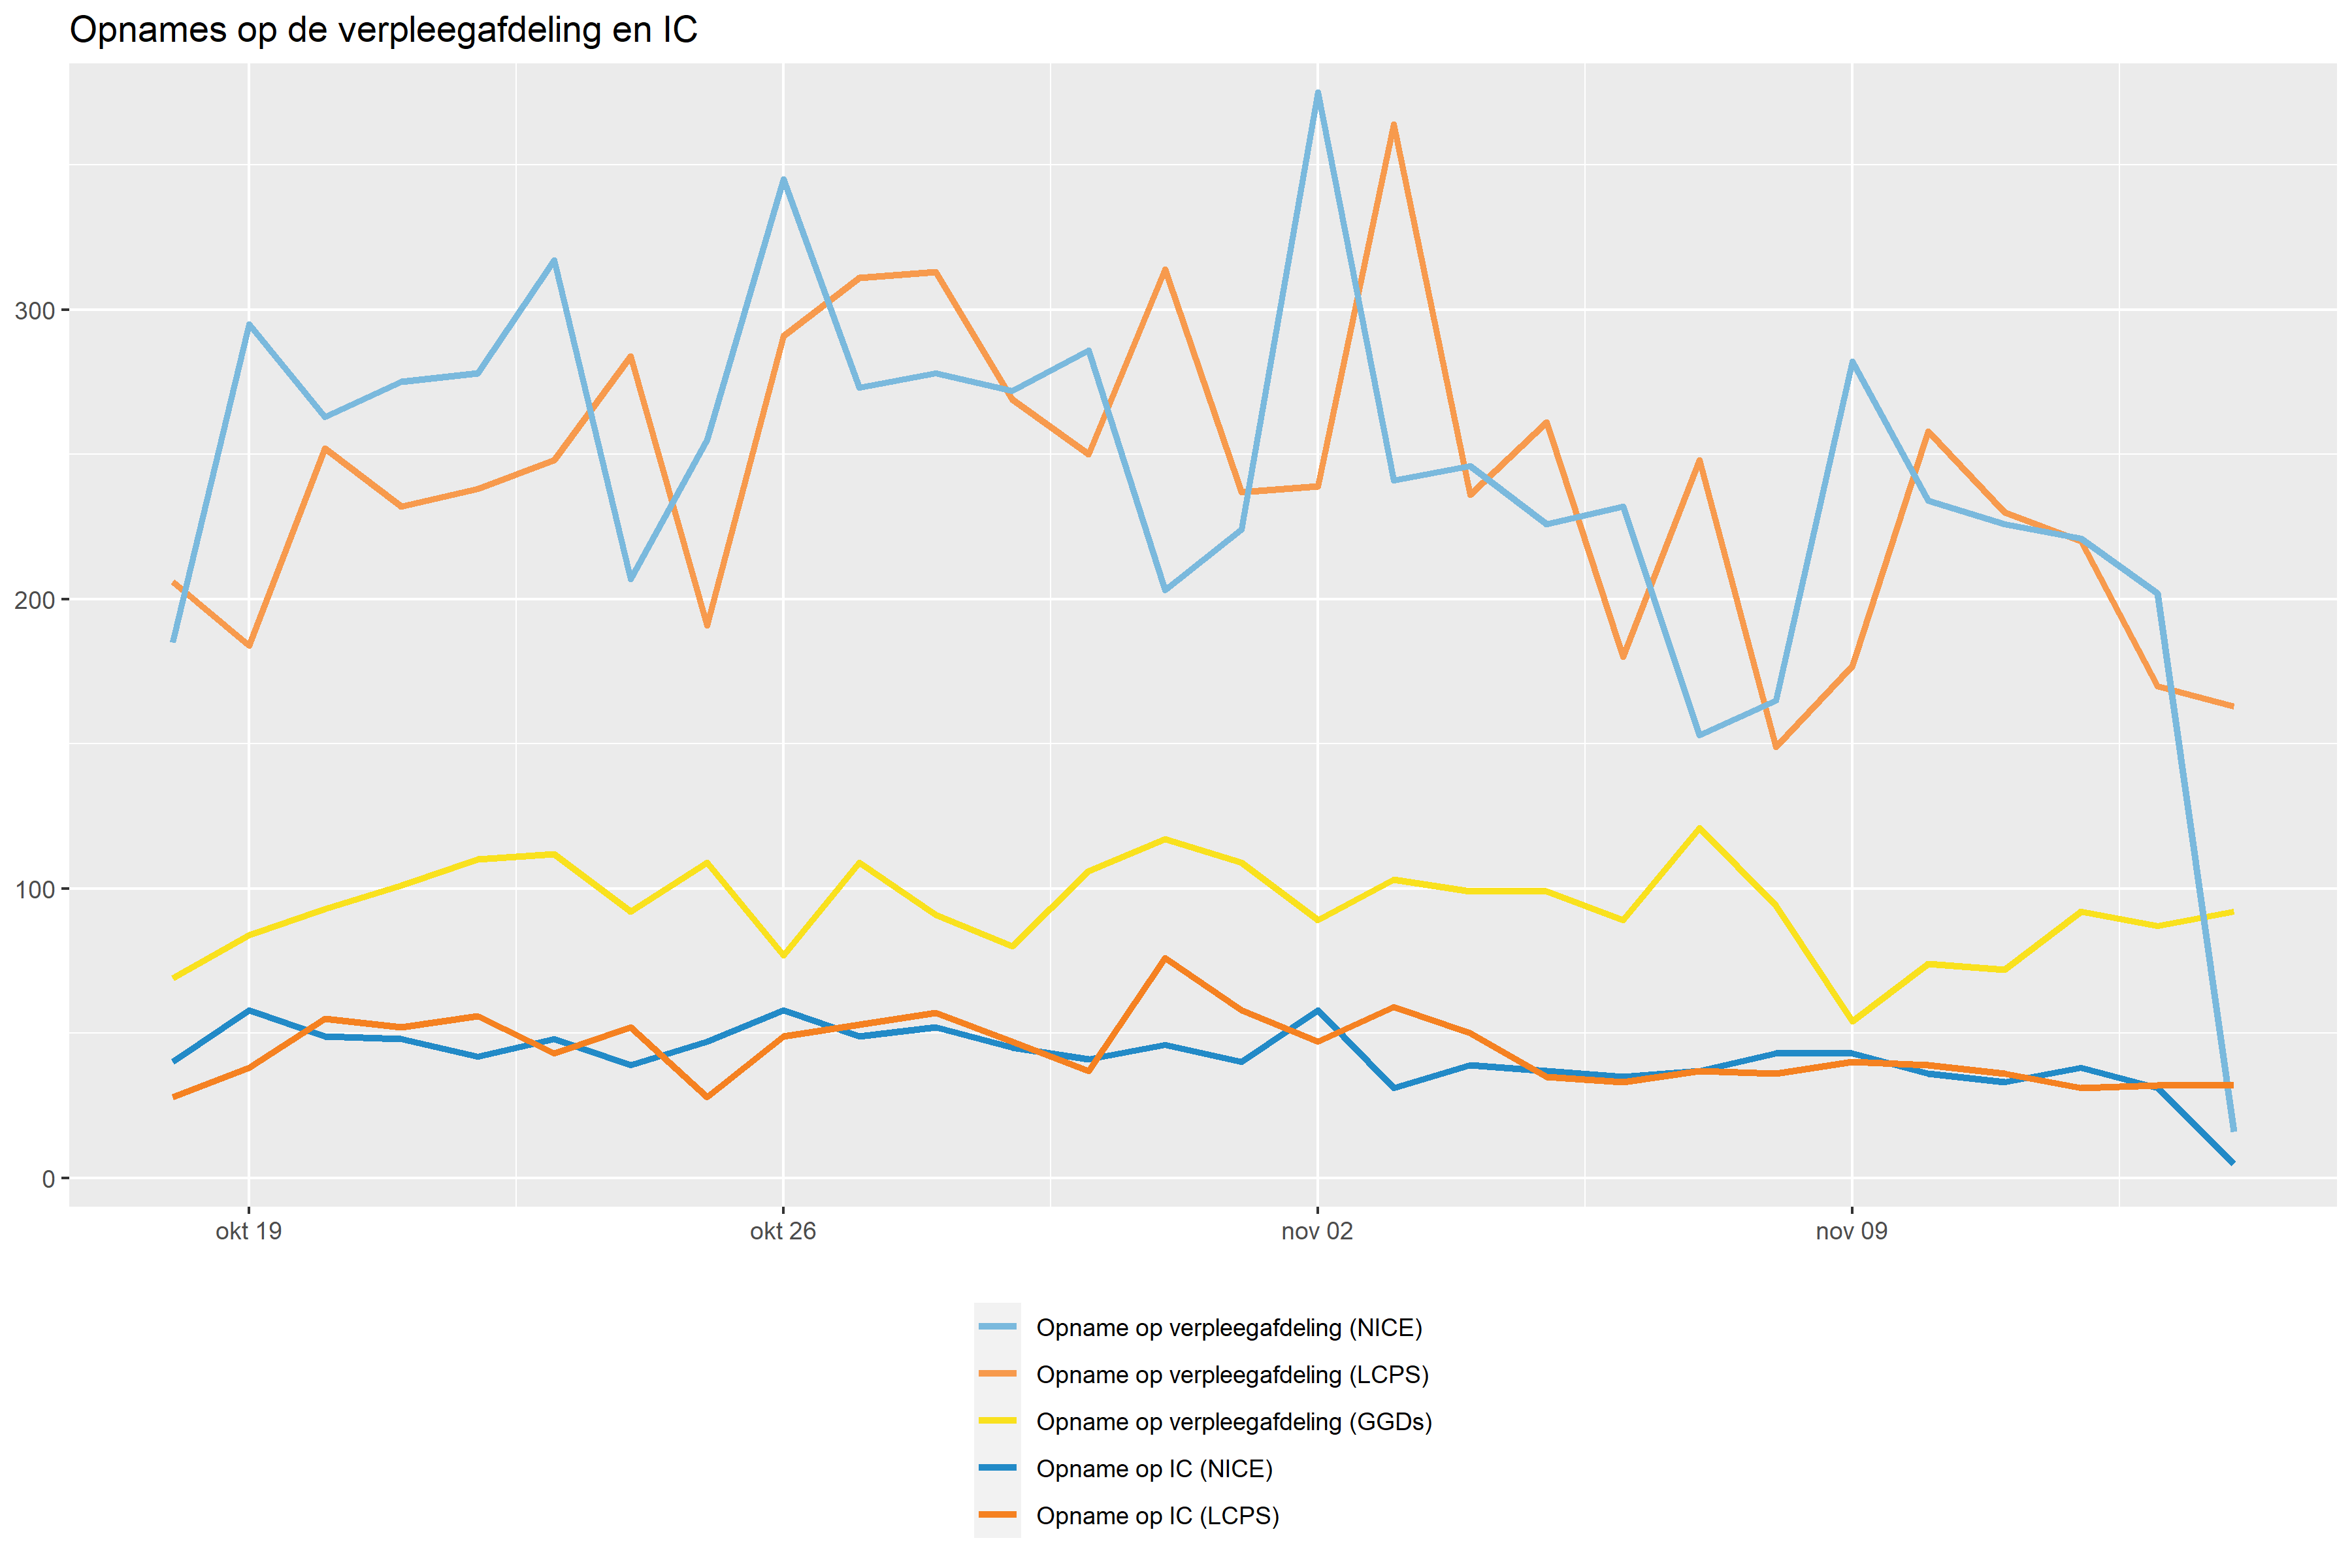 Opnames op de verpleegafdeling en IC
300
200
100
0
okt 19 okt 26 nov 02 nov 09
Opname op verpleegafdeling (NICE)
Opname op verpleegafdeling (LCPS)
Opname op verpleegafdeling (GGDs)
Opname op IC (NICE)
Opname op IC (LCPS)